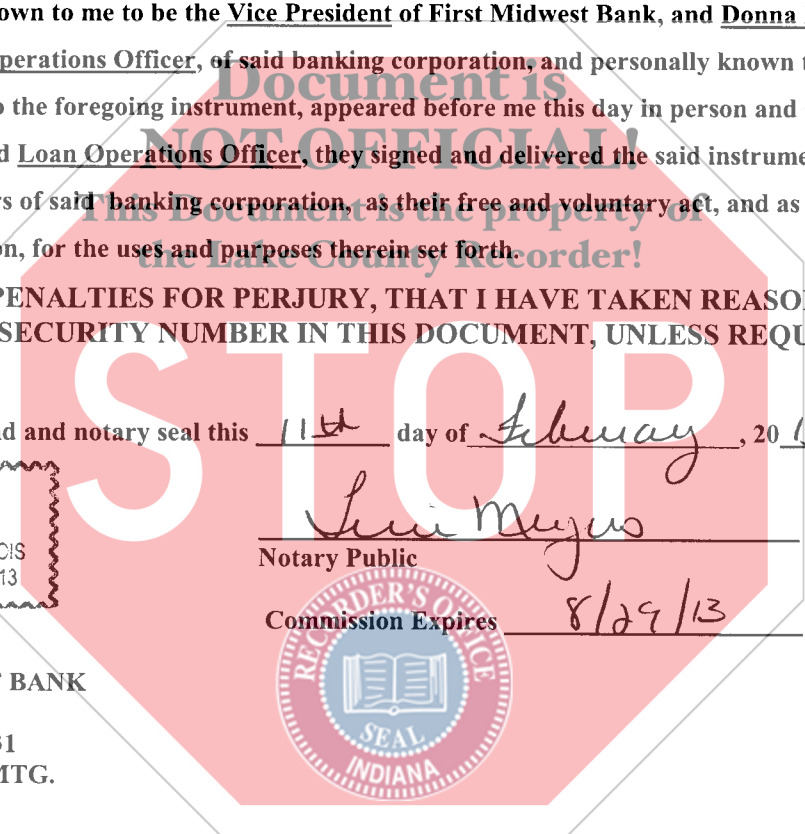 own to me to be the Vice President of First Midwest Bank, and Donna
perations Officer, of said banking corporation, and personally known
Document is
o the foregoing instrument, appeared before me this day in person and
NOT OFFICIAL!
d Loan Operations Officer, they signed and delivered the said instrume
rs of said banking corporation, as their free and voluntary act, and as
This Document is the property of
on, for the uses and purposes therein set forth.
the Lake County Recorder!
PENALTIES FOR PERJURY, THAT I HAVE TAKEN REASO
SECURITY NUMBER IN THIS DOCUMENT, UNLESS REQU
STOP
d and notary seal this 11th day of February, 20 1
Notary Public
CIS
13
Commission Expires 8/29/13
RECORDER'S OFFICE
SEAL
INDIANA
BANK
51
MTG.